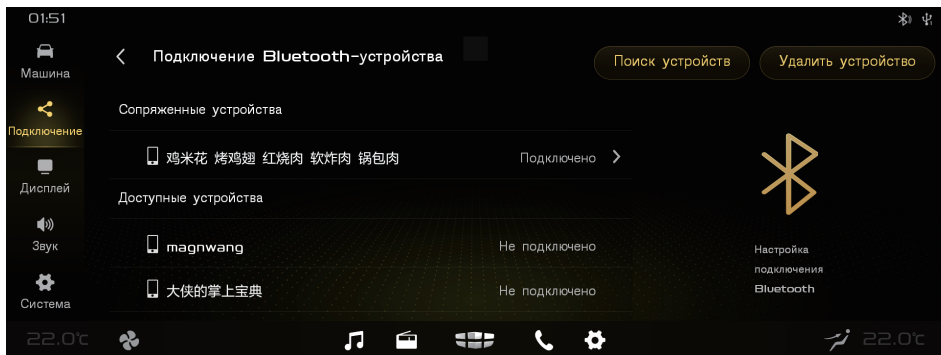 01:51
Машина
Подключение Bluetooth-устройства
Поиск устройств
Удалить устройство
Подключение
Сопряженные устройства
鸡米花 烤鸡翅 红烧肉 软炸肉 锅包肉
Подключено
Дисплей
Доступные устройства
Звук
magnwang
Не подключено
Настройка
подключения
Bluetooth
Система
大侠的掌上宝典
Не подключено
22.0°c
22.0°c